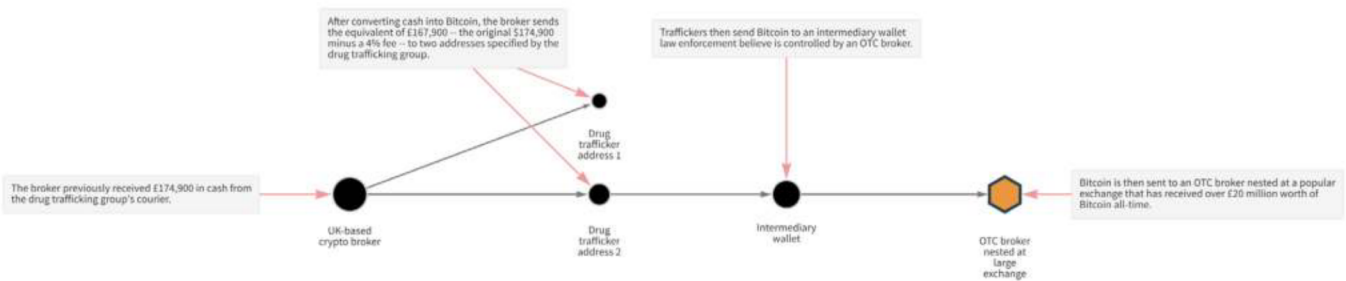 After converting cash into Bitcoin, the broker sends
the equivalent of £167,900 -- the original $174,900
minus a 4% fee -- to two addresses specified by the
drug trafficking group.
Traffickers then send Bitcoin to an intermediary wallet
law enforcement believe is controlled by an OTC broker.
Drug
trafficker
address 1
The broker previously received £174,900 in cash from
the drug trafficking group's courier.
UK-based
crypto broker
Drug
trafficker
address 2
Intermediary
wallet
OTC broker
nested at
large
exchange
Bitcoin is then sent to an OTC broker nested at a popular
exchange that has received over £20 million worth of
Bitcoin all-time.